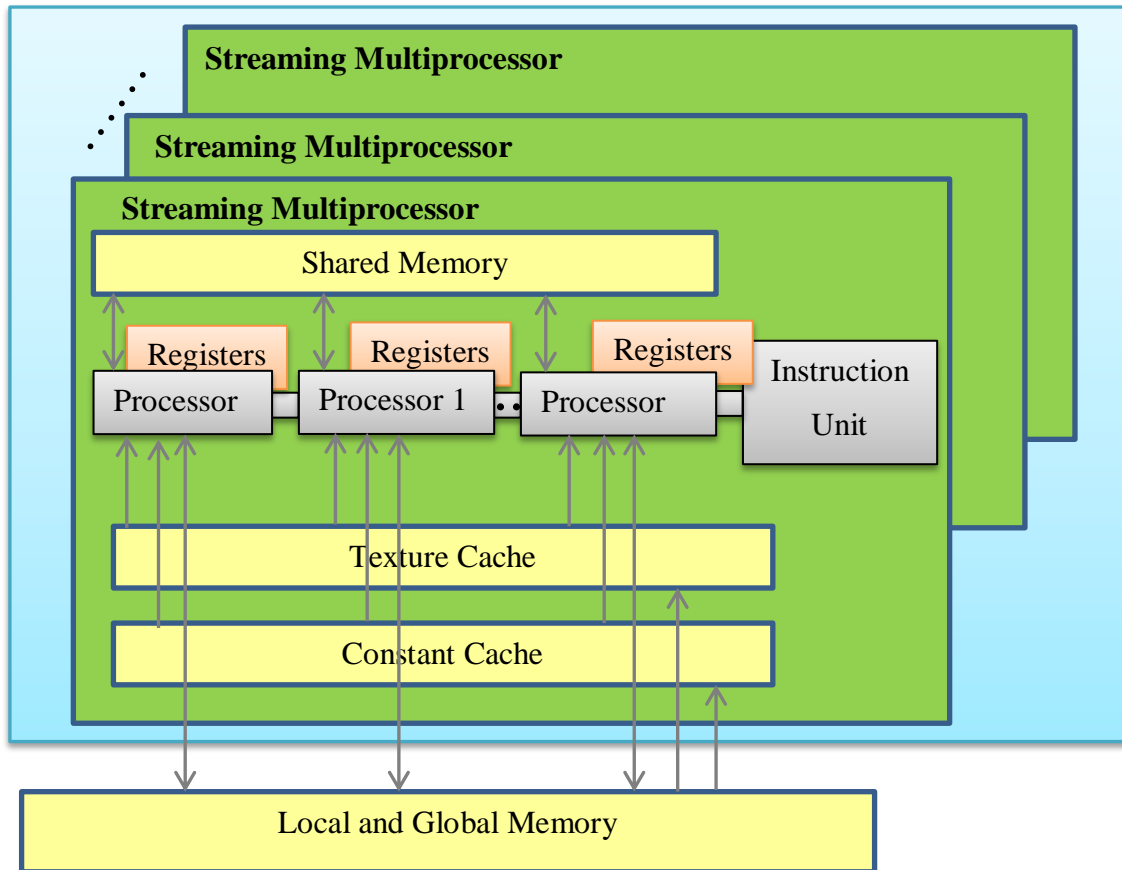 Streaming Multiprocessor
Streaming Multiprocessor
Streaming Multiprocessor
Shared Memory
Registers
Registers
Registers
Processor
Processor 1
Processor
Instruction
Unit
Texture Cache
Constant Cache
Local and Global Memory